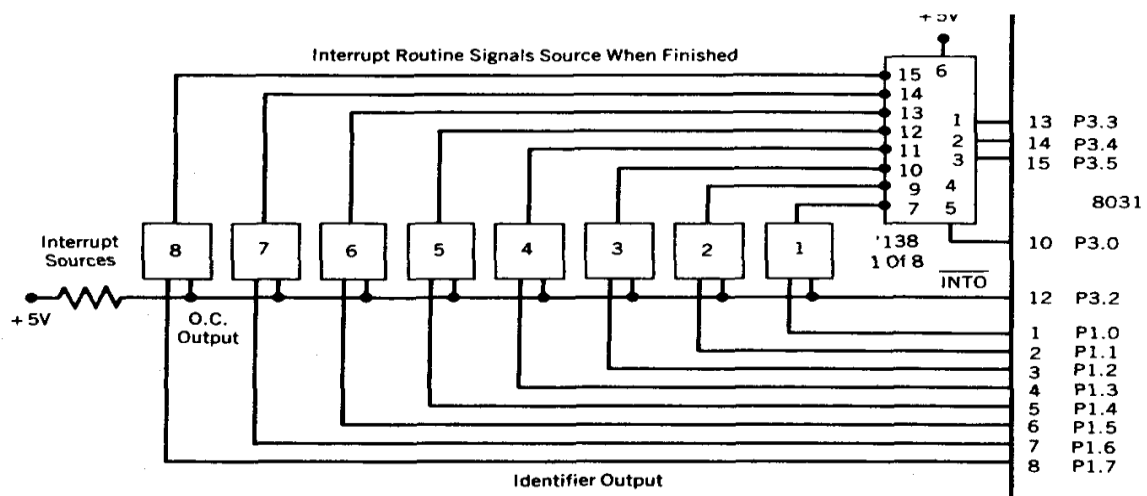 + 5V
Interrupt Routine Signals Source When Finished
15 6
14
13
12 1
11 2
10 3
9 4
7 5
13 P3.3
14 P3.4
15 P3.5
8031
Interrupt
Sources
8 7 6 5 4 3 2 1
'138
1 Of 8
10 P3.0
INTO
12 P3.2
+ 5V
O.C.
Output
1 P1.0
2 P1.1
3 P1.2
4 P1.3
5 P1.4
6 P1.5
7 P1.6
8 P1.7
Identifier Output